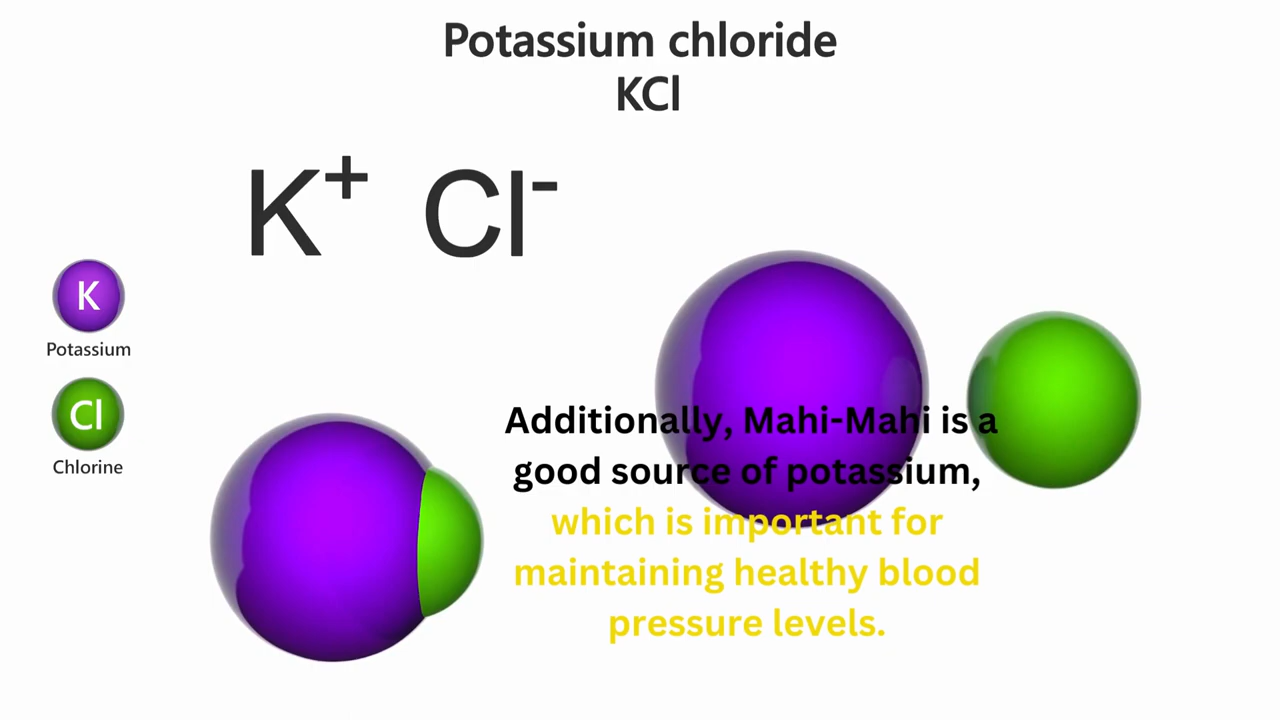 Potassium chloride
KCl
K⁺ Cl⁻
K
Potassium
Cl
Chlorine
Additionally, Mahi-Mahi is a
good source of potassium,
which is important for
maintaining healthy blood
pressure levels.